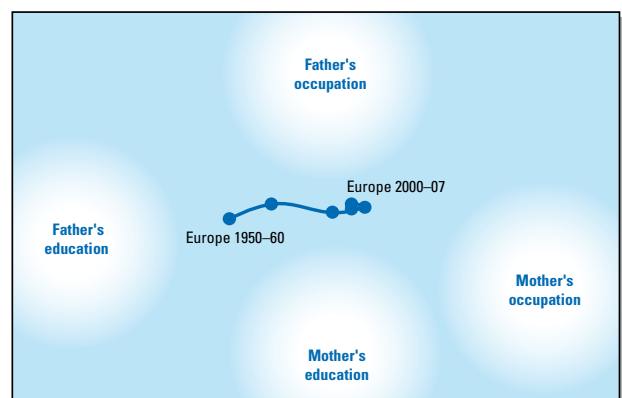 Father's
occupation
Europe 2000–07
Father's
education
Europe 1950–60
Mother's
occupation
Mother's
education